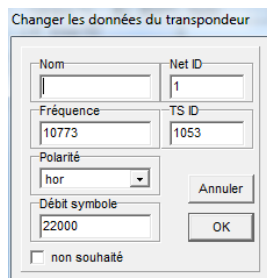 Changer les données du transpondeur
Nom
Net ID
1
Fréquence
10773
TS ID
1053
Polarité
hor
Annuler
Débit symbole
22000
OK
non souhaité